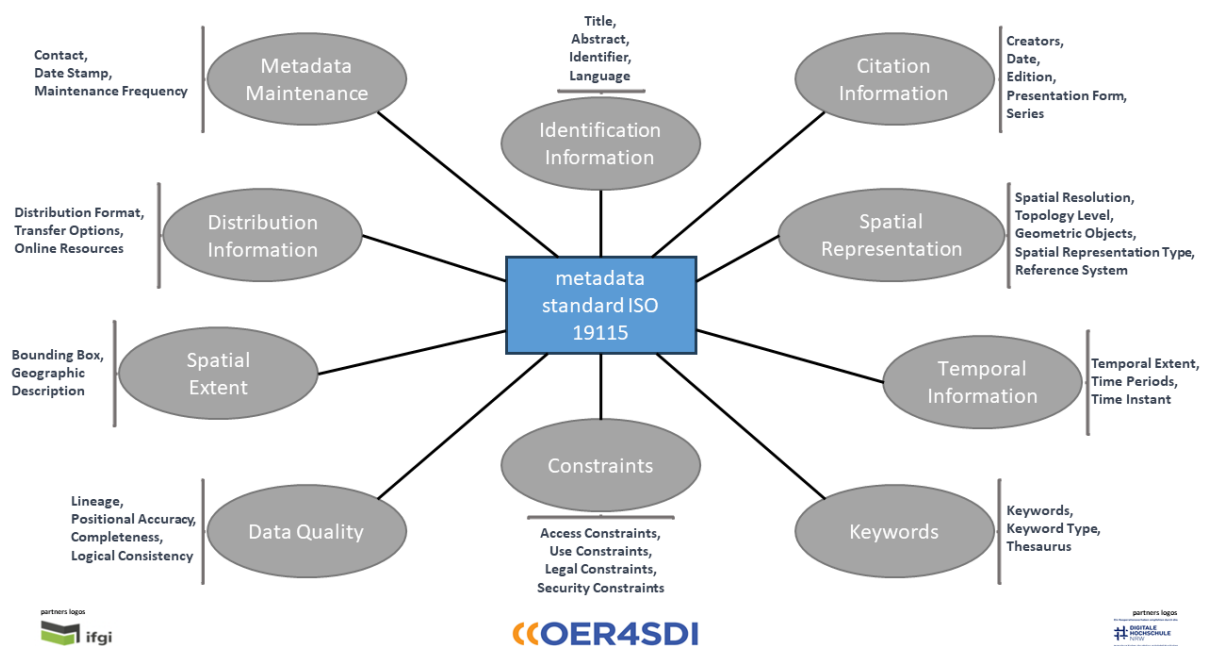 Title,
Abstract,
Identifier,
Language
Contact,
Date Stamp,
Maintenance Frequency
Metadada
Maintenance
Identification
Information
Citation
Information
Creators,
Date,
Edition,
Presentation Form,
Series
Distribution Format,
Transfer Options,
Online Resources
Distribution
Information
Spatial
Representation
Spatial Resolution,
Topology Level,
Geometric Objects,
Spatial Representation Type,
Reference System
metadata
standard ISO
19115
Bounding Box,
Geographic
Description
Spatial
Extent
Temporal
Information
Temporal Extent,
Time Periods,
Time Instant
Constraints
Access Constraints,
Use Constraints,
Legal Constraints,
Security Constraints
Lineage,
Positional Accuracy,
Completeness,
Logical Consistency
Data Quality
Keywords
Keywords,
Keyword Type,
Thesaurus
partners logos
ifgi
OER4SDI
partners logos
DIGITALE
HOCHSCHULE
NRW